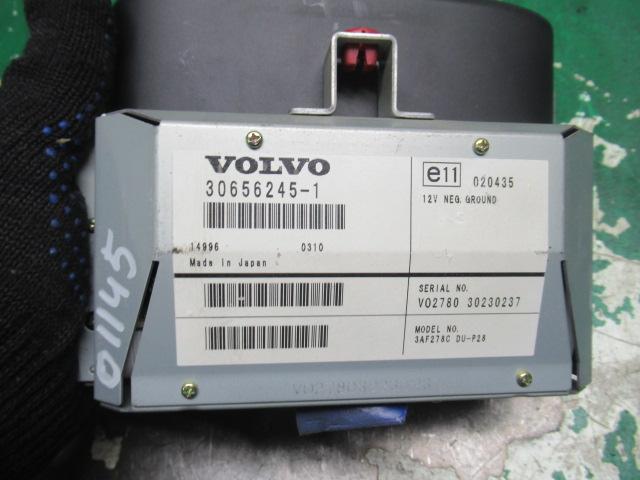 VOLVO
30656245-1
14996 0310
Made in Japan
e11 020435
12V NEG. GROUND
SERIAL NO.
VO2780 30230237
MODEL NO.
3AF278C DU-P28
01145